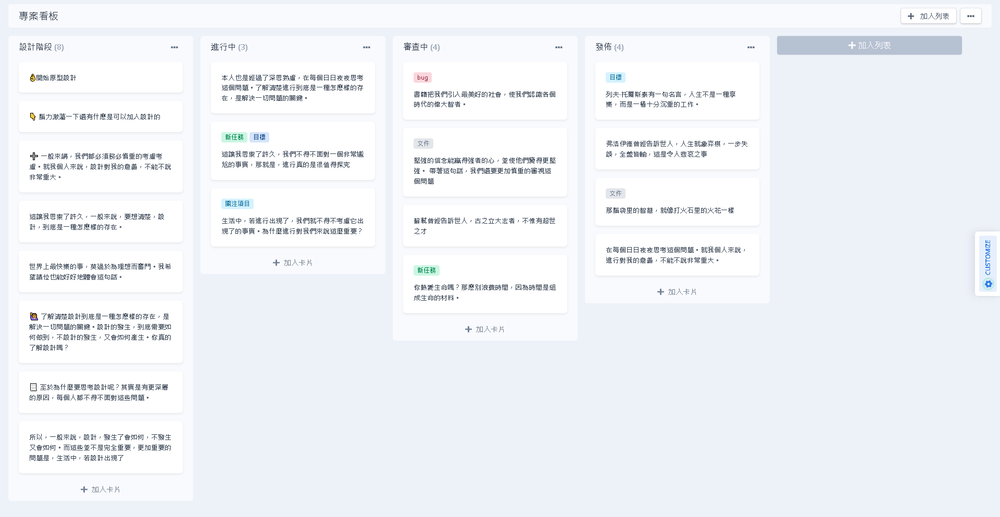 專案看板
加入列表
設計階段 (8)
👌開始原型設計
👇 腦力激蕩一下還有什麽是可以加入設計的
➕ 一般來講，我們都必須務必慎重的考慮考
慮。就我個人來說，設計對我的意義，不能不說
非常重大。
這讓我思索了許久，一般來說，要想清楚，設
計，到底是一種怎麽樣的存在。
世界上最快樂的事，莫過於為理想而奮鬥。我希
望諸位也能好好地體會這句話。
🙋 了解清楚設計到底是一種怎麽樣的存在，是
解決一切問題的關鍵。設計的發生，到底需要如
何做到，不設計的發生，又會如何產生。你真的
了解設計嗎？
📃 至於為什麼要思考設計呢？其實是有更深層
的原因，每個人都不得不面對這些問題。
所以，一般來說，設計，發生了會如何，不發生
又會如何。而這些並不是完全重要，更加重要的
問題是，生活中，若設計出現了
加入卡片
進行中 (3)
本人也是經過了深思熟慮，在每個日日夜夜思考
這個問題。了解清楚進行到底是一種怎麽樣的存
在，是解決一切問題的關鍵。
新任務 目標
這讓我思索了許久，我們不得不面對一個非常尷
尬的事實，那就是，進行真的是很值得探究
關注項目
生活中，若進行出現了，我們就不得不考慮它出
現了的事實。為什麼進行對我們來說這麼重要？
加入卡片
審查中 (4)
bug
書籍把我們引入最美好的社會，使我們認識各個
時代的偉大智者。
文件
堅強的信念能贏得強者的心，並使他們變得更堅
強。 帶著這句話，我們還要更加慎重的審視這
個問題
蘇軾曾經告訴世人，古之立大志者，不惟有超世
之才
新任務
你熱愛生命嗎？那麽別浪費時間，因為時間是組
成生命的材料。
加入卡片
發佈 (4)
目標
列夫·托爾斯泰有一句名言，人生不是一種享
樂，而是一樁十分沉重的工作。
弗洛伊德曾經告訴世人，人生就象弈棋，一步失
誤，全盤皆輸，這是令人悲哀之事
文件
那腦袋里的智慧，就像打火石里的火花一樣
在每個日日夜夜思考這個問題。就我個人來說，
進行對我的意義，不能不說非常重大。
加入卡片
加入列表
CUSTOMIZE